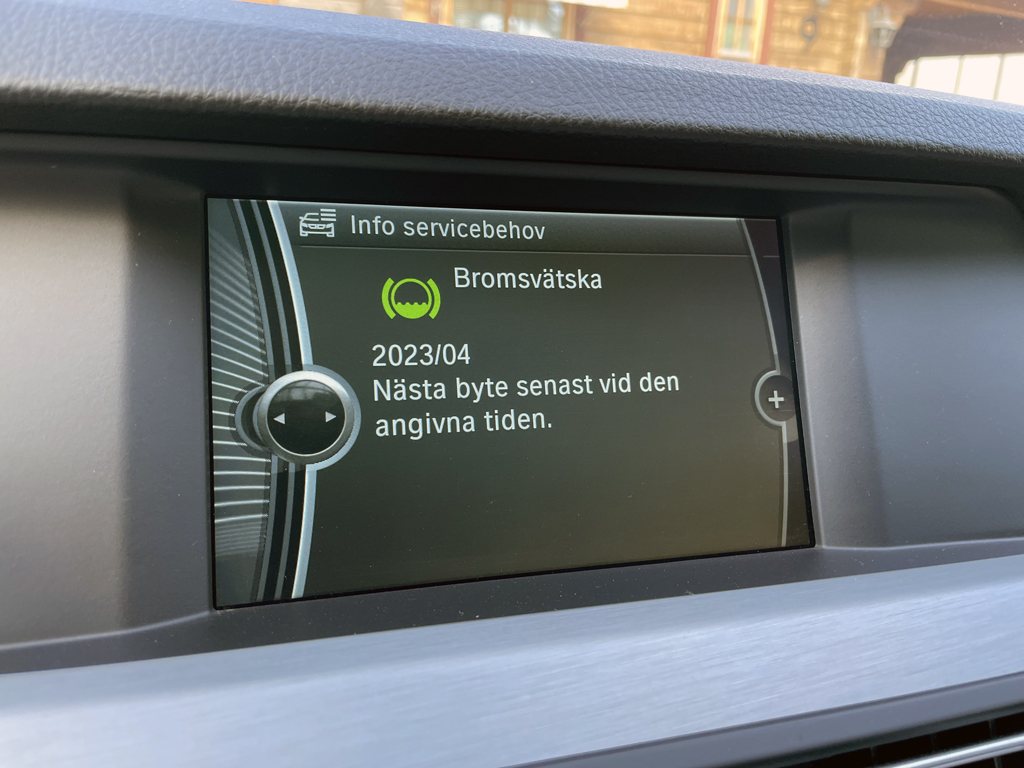 Info servicebehov
Bromsvätska
2023/04
Nästa byte senast vid den
angivna tiden.